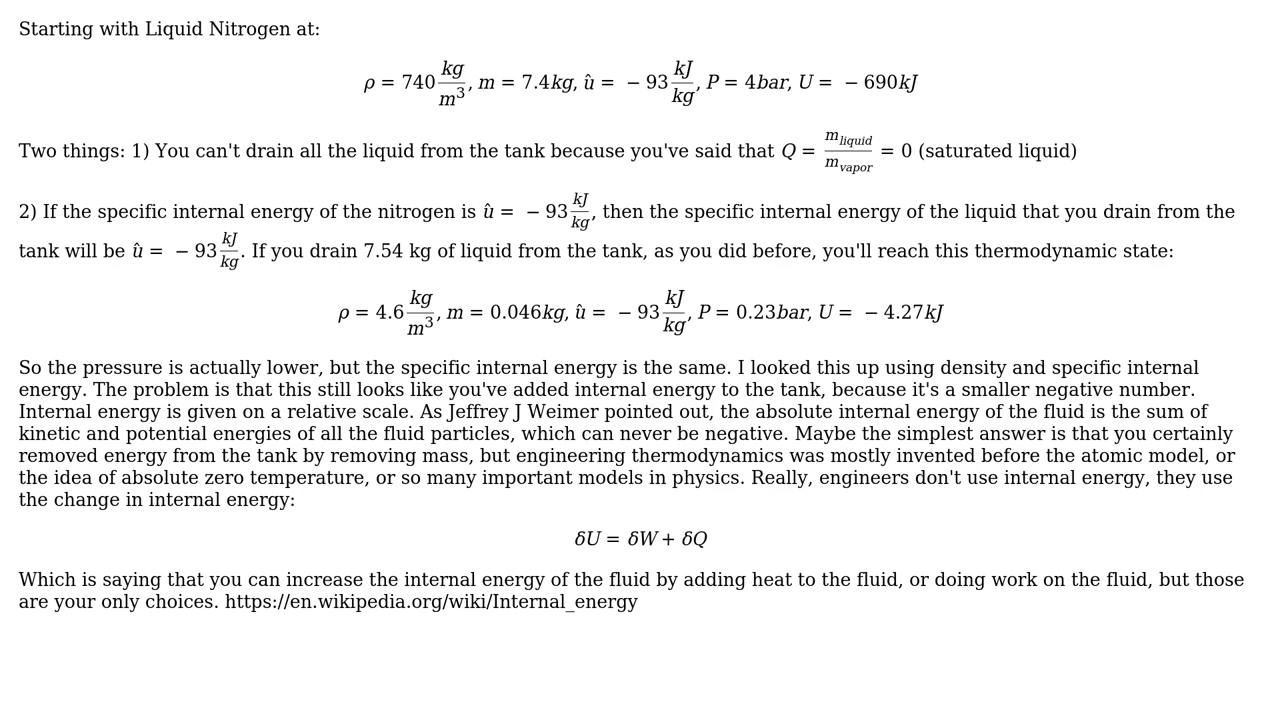 Starting with Liquid Nitrogen at:
ρ = 740 kg/m³, m = 7.4kg, û = − 93 kJ/kg, P = 4bar, U = − 690kJ
Two things: 1) You can't drain all the liquid from the tank because you've said that Q = m_liquid/m_vapor = 0 (saturated liquid)
2) If the specific internal energy of the nitrogen is û = − 93 kJ/kg, then the specific internal energy of the liquid that you drain from the
tank will be û = − 93 kJ/kg. If you drain 7.54 kg of liquid from the tank, as you did before, you'll reach this thermodynamic state:
ρ = 4.6 kg/m³, m = 0.046kg, û = − 93 kJ/kg, P = 0.23bar, U = − 4.27kJ
So the pressure is actually lower, but the specific internal energy is the same. I looked this up using density and specific internal
energy. The problem is that this still looks like you've added internal energy to the tank, because it's a smaller negative number.
Internal energy is given on a relative scale. As Jeffrey J Weimer pointed out, the absolute internal energy of the fluid is the sum of
kinetic and potential energies of all the fluid particles, which can never be negative. Maybe the simplest answer is that you certainly
removed energy from the tank by removing mass, but engineering thermodynamics was mostly invented before the atomic model, or
the idea of absolute zero temperature, or so many important models in physics. Really, engineers don't use internal energy, they use
the change in internal energy:
δU = δW + δQ
Which is saying that you can increase the internal energy of the fluid by adding heat to the fluid, or doing work on the fluid, but those
are your only choices. https://en.wikipedia.org/wiki/Internal_energy